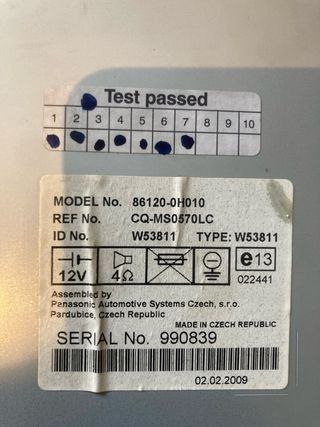 Test passed
1 2 3 4 5 6 7 8 9 10
MODEL No. 86120-0H010
REF No. CQ-MS0570LC
ID No. W53811 TYPE: W53811
12V 4Ω e13
022441
Assembled by
Panasonic Automotive Systems Czech, s.r.o.
Pardubice, Czech Republic
MADE IN CZECH REPUBLIC
SERIAL No. 990839
02.02.2009